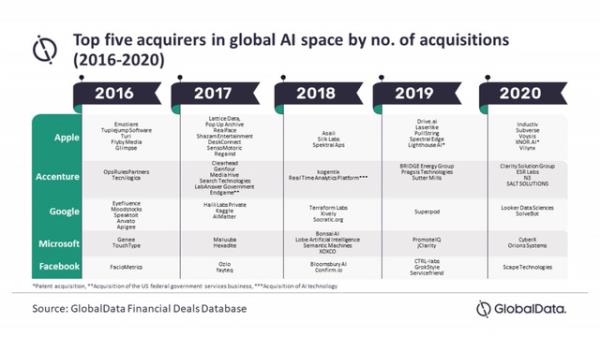 Top five acquirers in global AI space by no. of acquisitions
(2016-2020)
2016
2017
2018
2019
2020
Apple
Emotient
Tuplejump Software
Turi
Flyby Media
Glimpse
Lattice Data,
Pop Up Archive
RealFace
Shazam Entertainment
DeskConnect
SensoMotoric
Regaind
Asaii
Silk Labs
Spektral Aps
Drive.ai
Laserlike
PullString
Spectral Edge
Lighthouse AI*
Inductiv
Subverse
Voysis
XNOR.AI*
Vilynx
Accenture
OpsRulesPartners
Tecnilogica
Clearhead
Genfour
Media Hive
Search Technologies
LabAnswer Government
Endgame**
kogentix
Real Time Analytics Platform***
BRIDGE Energy Group
Pragsis Technologies
Sutter Mills
Clarity Solution Group
ESR Labs
N3
SALT SOLUTIONS
Google
Eyefluence
Moodstocks
Speaktoit
Anvato
Apigee
Halli Labs Private
Kaggle
AIMatter
Terraform Labs
Xively
Socratic.org
Superpod
Looker Data Sciences
SolveBot
Microsoft
Genee
TouchType
Maluuba
Hexadite
Bonsai AI
Lobe Artificial Intelligence
Semantic Machines
XOXCO
PromoteIQ
jClarity
CyberX
Orions Systems
Facebook
FacioMetrics
Ozlo
Fayteq
Bloomsbury AI
Confirm.io
CTRL-labs
GrokStyle
Servicefriend
Scape Technologies
*Patent acquisition, **Acquisition of the US federal government services business, ***Acquisition of AI technology
Source: GlobalData Financial Deals Database
GlobalData.